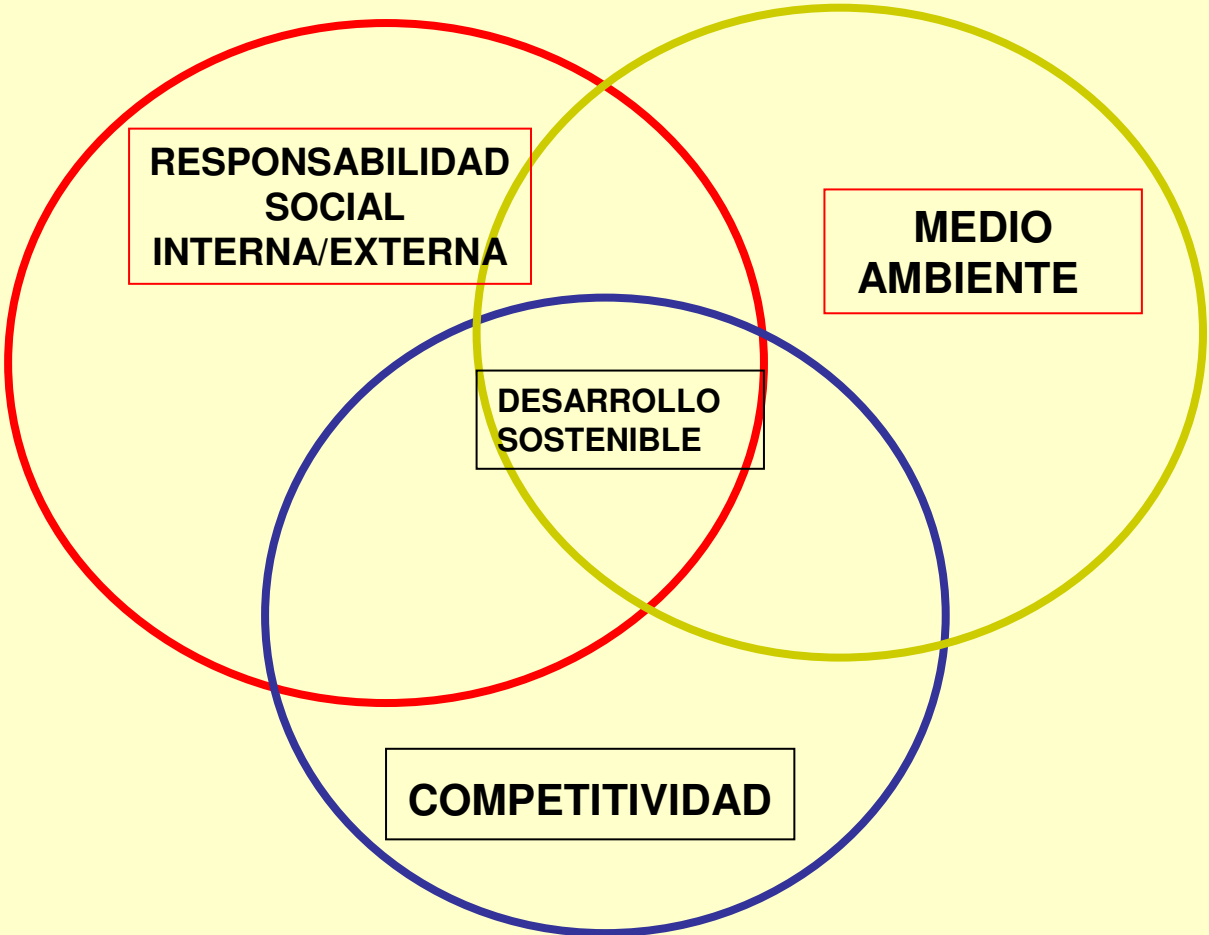 RESPONSABILIDAD
SOCIAL
INTERNA/EXTERNA
MEDIO
AMBIENTE
DESARROLLO
SOSTENIBLE
COMPETITIVIDAD